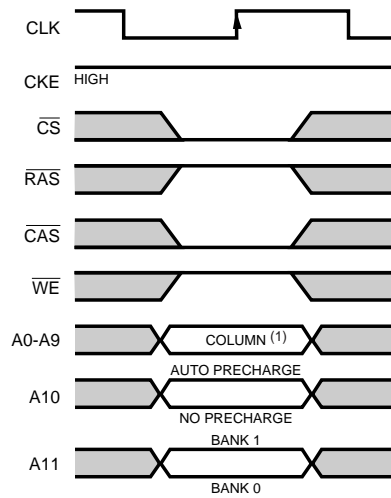 CLK
CKE HIGH
CS
RAS
CAS
WE
A0-A9 COLUMN (1)
AUTO PRECHARGE
A10
NO PRECHARGE
BANK 1
A11
BANK 0